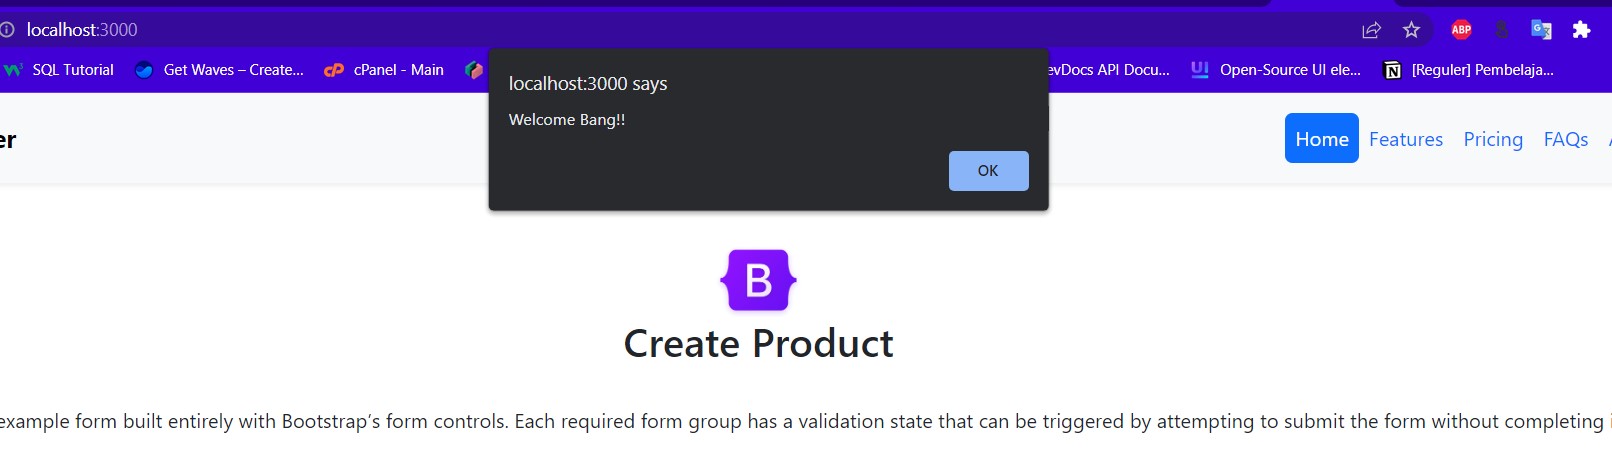 localhost:3000
ABP
SQL Tutorial
Get Waves – Create...
cPanel - Main
evDocs API Docu...
Open-Source UI ele...
[Reguler] Pembelaja...
localhost:3000 says
Welcome Bang!!
OK
er
Home
Features
Pricing
FAQs
B
Create Product
example form built entirely with Bootstrap’s form controls. Each required form group has a validation state that can be triggered by attempting to submit the form without completing